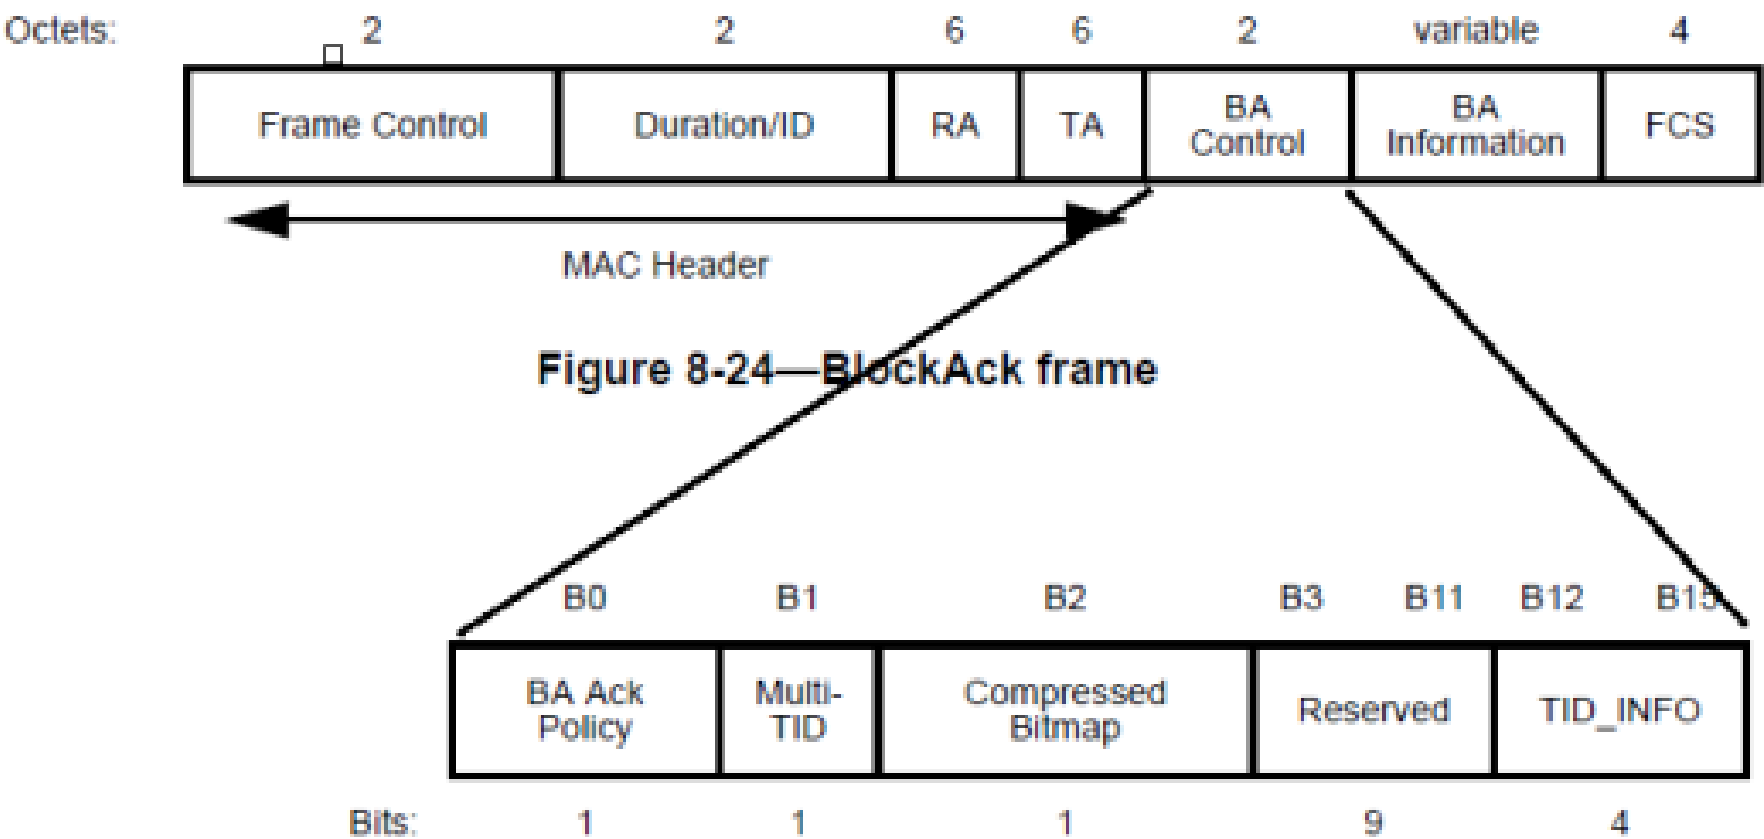 Octets: 2 2 6 6 2 variable 4
Frame Control Duration/ID RA TA BA Control BA Information FCS
MAC Header
Figure 8-24—BlockAck frame
B0 B1 B2 B3 B11 B12 B15
BA Ack Policy Multi-TID Compressed Bitmap Reserved TID_INFO
Bits: 1 1 1 9 4